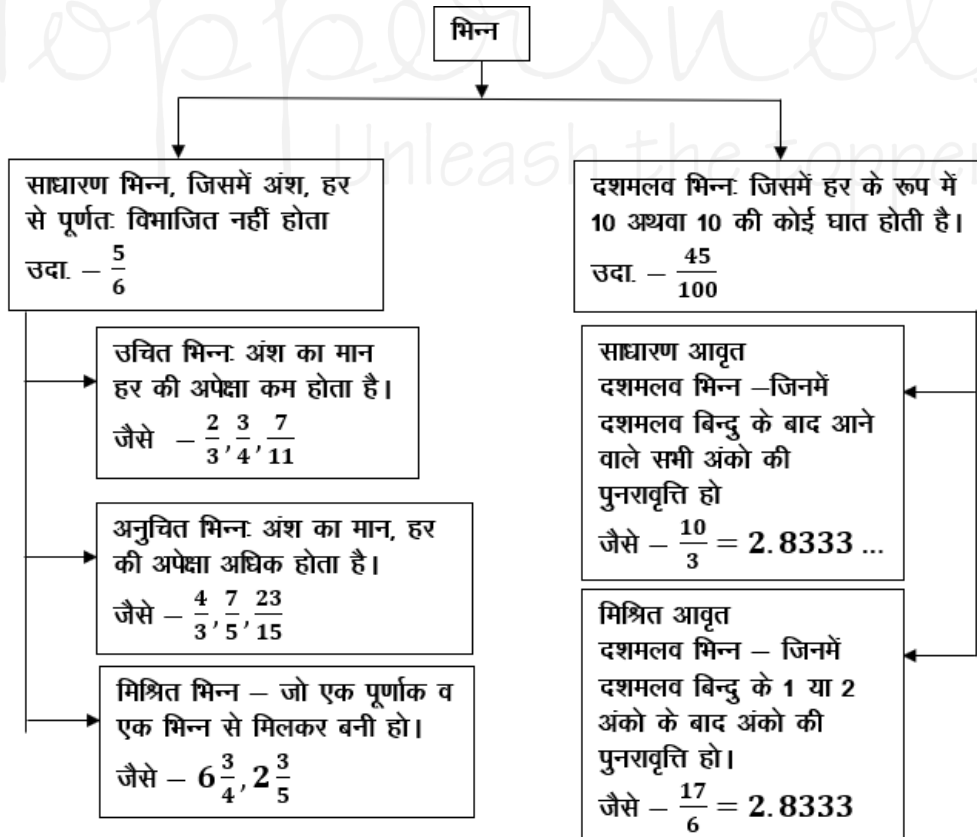 Toppersnotes
Unleash the topper
भिन्न
साधारण भिन्न, जिसमें अंश, हर
से पूर्णतः विभाजित नहीं होता
उदा. – 5/6
उचित भिन्न: अंश का मान
हर की अपेक्षा कम होता है।
जैसे – 2/3, 3/4, 7/11
अनुचित भिन्न: अंश का मान, हर
की अपेक्षा अधिक होता है।
जैसे – 4/3, 7/5, 23/15
मिश्रित भिन्न – जो एक पूर्णाक व
एक भिन्न से मिलकर बनी हो।
जैसे – 6 3/4, 2 3/5
दशमलव भिन्न: जिसमें हर के रूप में
10 अथवा 10 की कोई घात होती है।
उदा. – 45/100
साधारण आवृत
दशमलव भिन्न –जिनमें
दशमलव बिन्दु के बाद आने
वाले सभी अंको की
पुनरावृत्ति हो
जैसे – 10/3 = 2.8333 ...
मिश्रित आवृत
दशमलव भिन्न – जिनमें
दशमलव बिन्दु के 1 या 2
अंको के बाद अंको की
पुनरावृत्ति हो।
जैसे – 17/6 = 2.8333